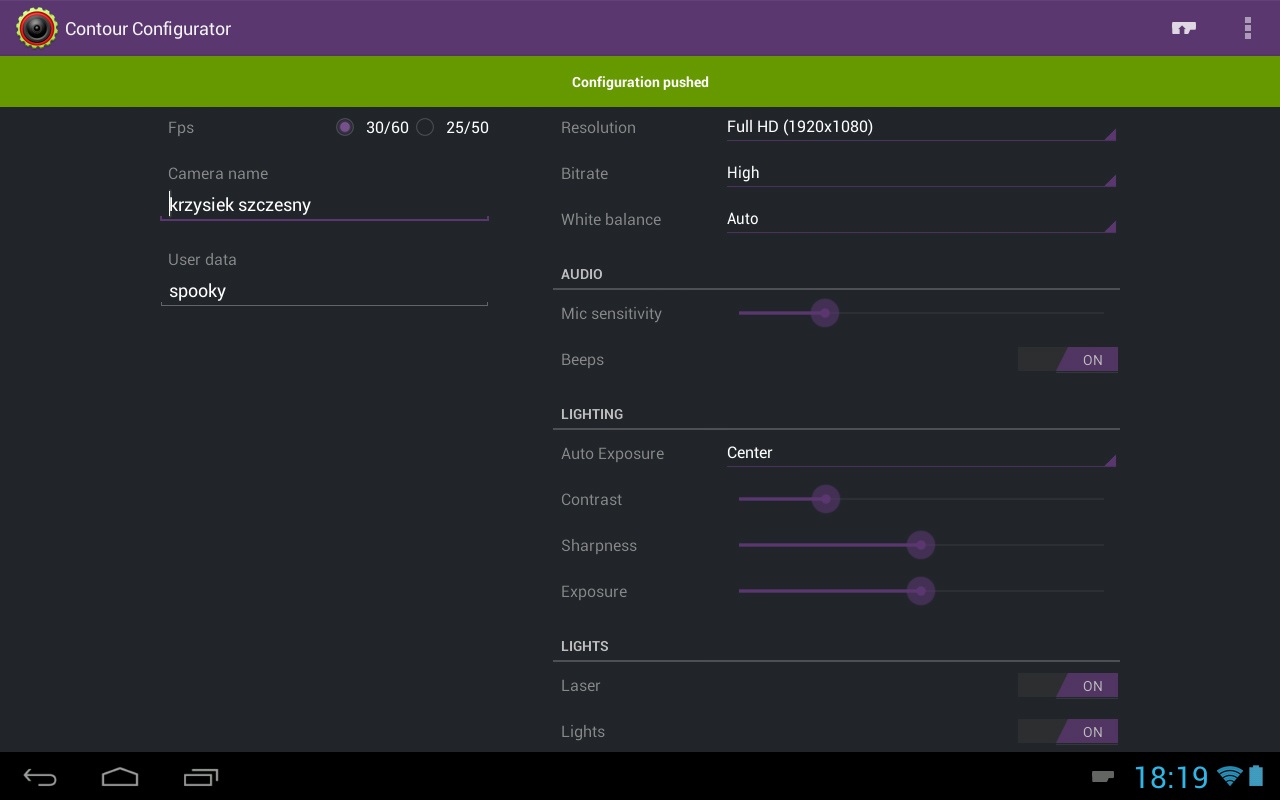 Contour Configurator
Configuration pushed
Fps 30/60 25/50
Camera name
krzysiek szczesny
User data
spooky
Resolution Full HD (1920x1080)
Bitrate High
White balance Auto
AUDIO
Mic sensitivity
Beeps ON
LIGHTING
Auto Exposure Center
Contrast
Sharpness
Exposure
LIGHTS
Laser ON
Lights ON
18:19